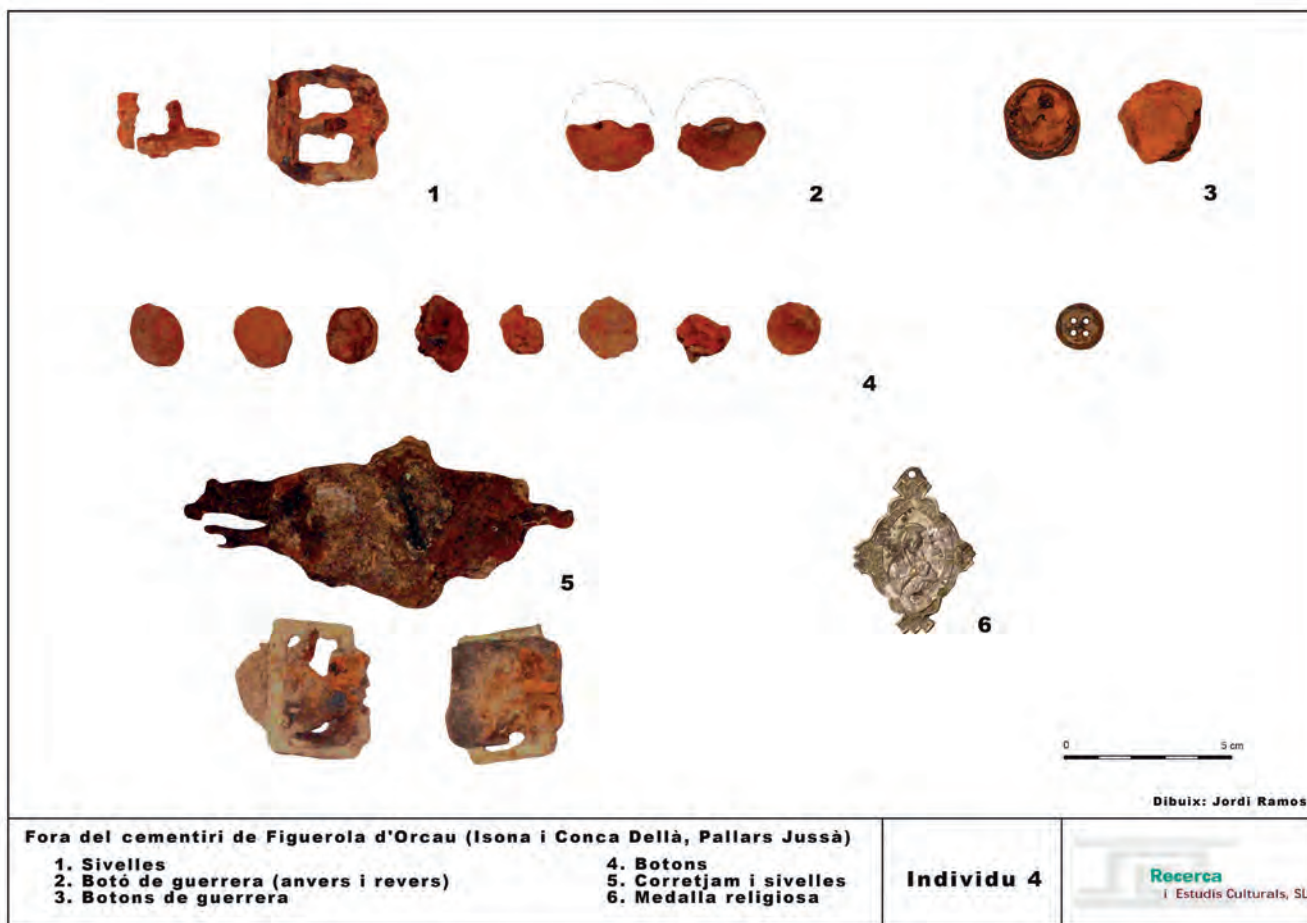 1
2
3
4
5
6
0 5 cm
Dibuix: Jordi Ramos
Fora del cementiri de Figuerola d'Orcau (Isona i Conca Dellà, Pallars Jussà)
1. Sivelles
2. Botó de guerrera (anvers i revers)
3. Botons de guerrera
4. Botons
5. Corretjam i sivelles
6. Medalla religiosa
Individu 4
Recerca
i Estudis Culturals, SL